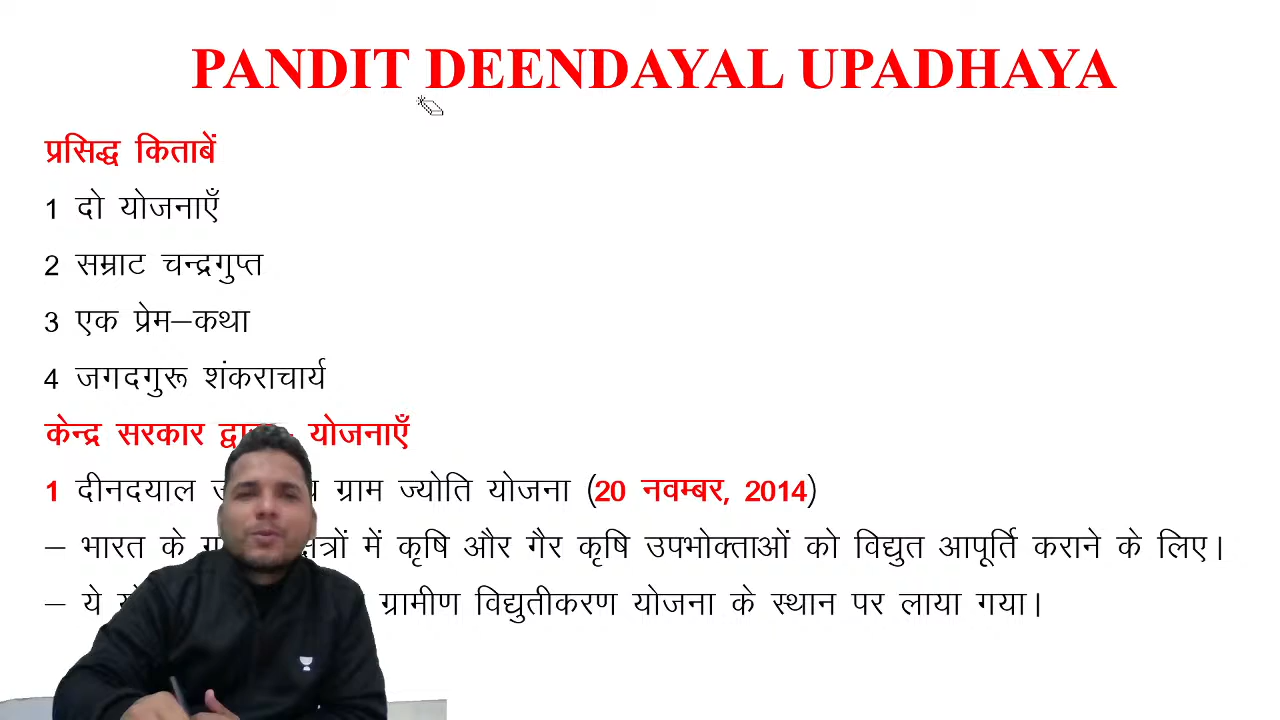 PANDIT DEENDAYAL UPADHAYA
प्रसिद्ध किताबें
1 दो योजनाएँ
2 सम्राट चन्द्रगुप्त
3 एक प्रेम–कथा
4 जगदगुरू शंकराचार्य
केन्द्र सरकार योजनाएँ
1 दीनदयाल ग्राम ज्योति योजना (20 नवम्बर, 2014)
– भारत के में कृषि और गैर कृषि उपभोक्ताओं को विद्युत आपूर्ति कराने के लिए।
– ये ग्रामीण विद्युतीकरण योजना के स्थान पर लाया गया।